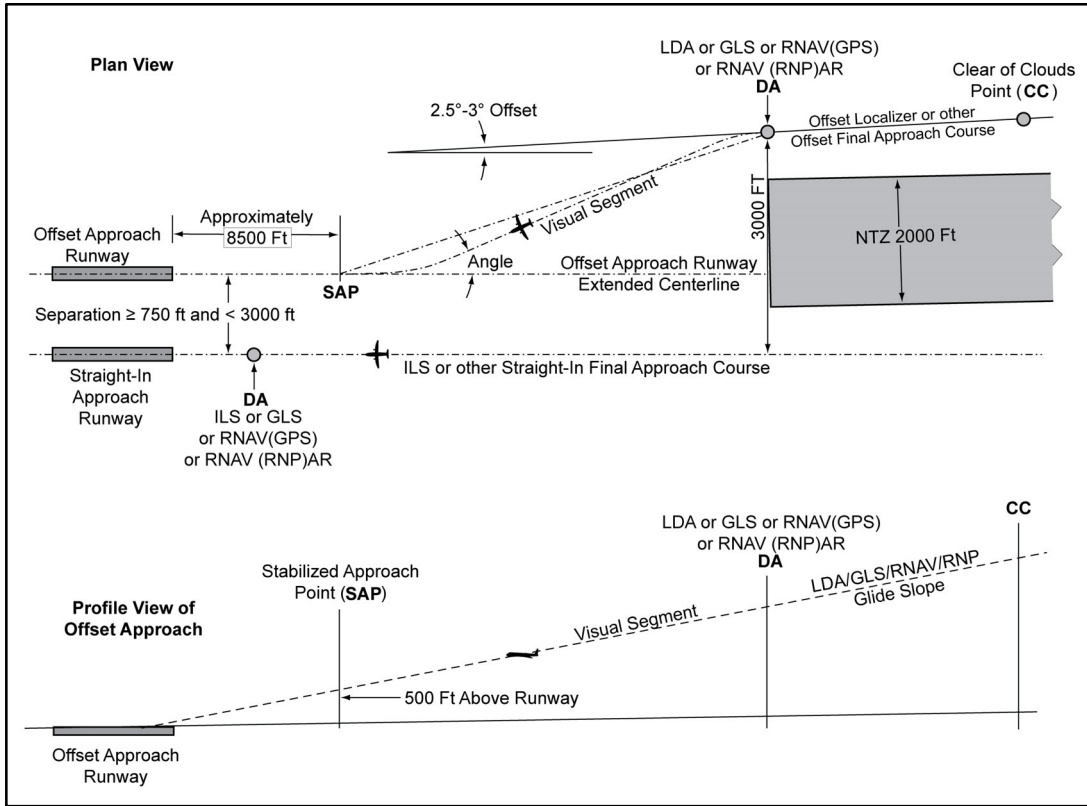 Plan View
LDA or GLS or RNAV(GPS)
or RNAV (RNP)AR
DA
Clear of Clouds
Point (CC)
2.5°-3° Offset
Offset Localizer or other
Offset Final Approach Course
Approximately
8500 Ft
Offset Approach
Runway
Visual Segment
3000 FT
NTZ 2000 Ft
Angle
SAP
Offset Approach Runway
Extended Centerline
Separation ≥ 750 ft and < 3000 ft
ILS or other Straight-In Final Approach Course
Straight-In
Approach
Runway
DA
ILS or GLS
or RNAV(GPS)
or RNAV (RNP)AR
CC
LDA or GLS or RNAV(GPS)
or RNAV (RNP)AR
DA
Stabilized Approach
Point (SAP)
LDA/GLS/RNAV/RNP
Glide Slope
Profile View of
Offset Approach
Visual Segment
500 Ft Above Runway
Offset Approach
Runway